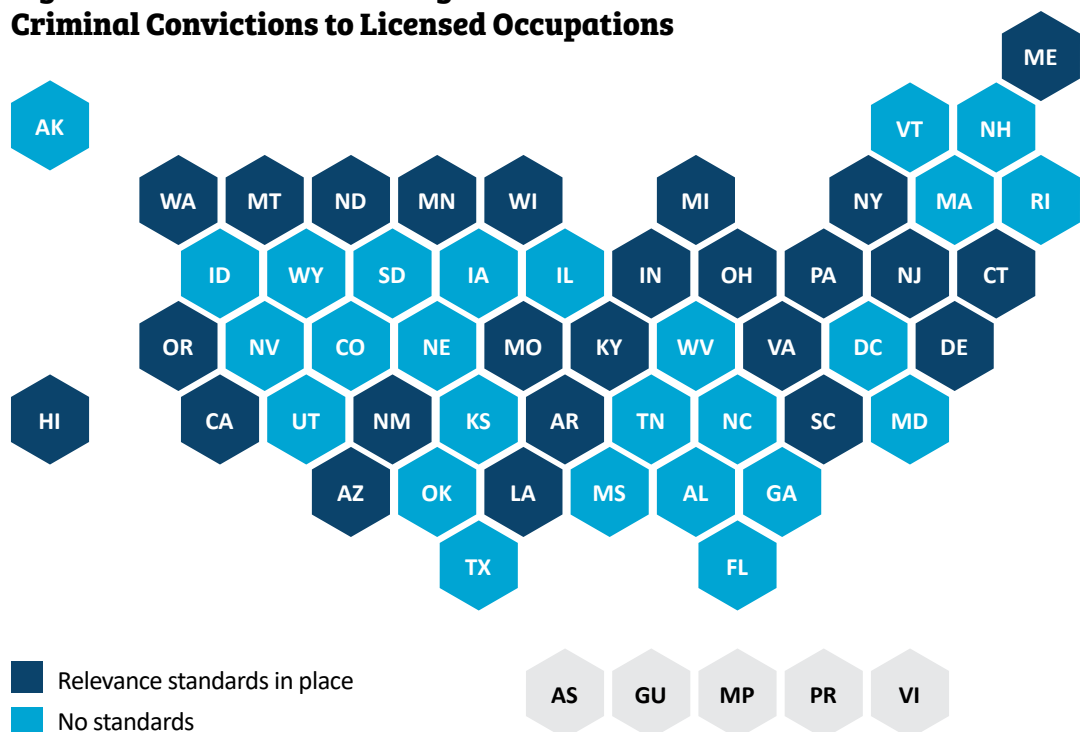 Criminal Convictions to Licensed Occupations
ME
AK
VT NH
WA MT ND MN WI MI NY MA RI
ID WY SD IA IL IN OH PA NJ CT
OR NV CO NE MO KY WV VA DC DE
HI CA UT NM KS AR TN NC SC MD
AZ OK LA MS AL GA
TX FL
Relevance standards in place
AS GU MP PR VI
No standards